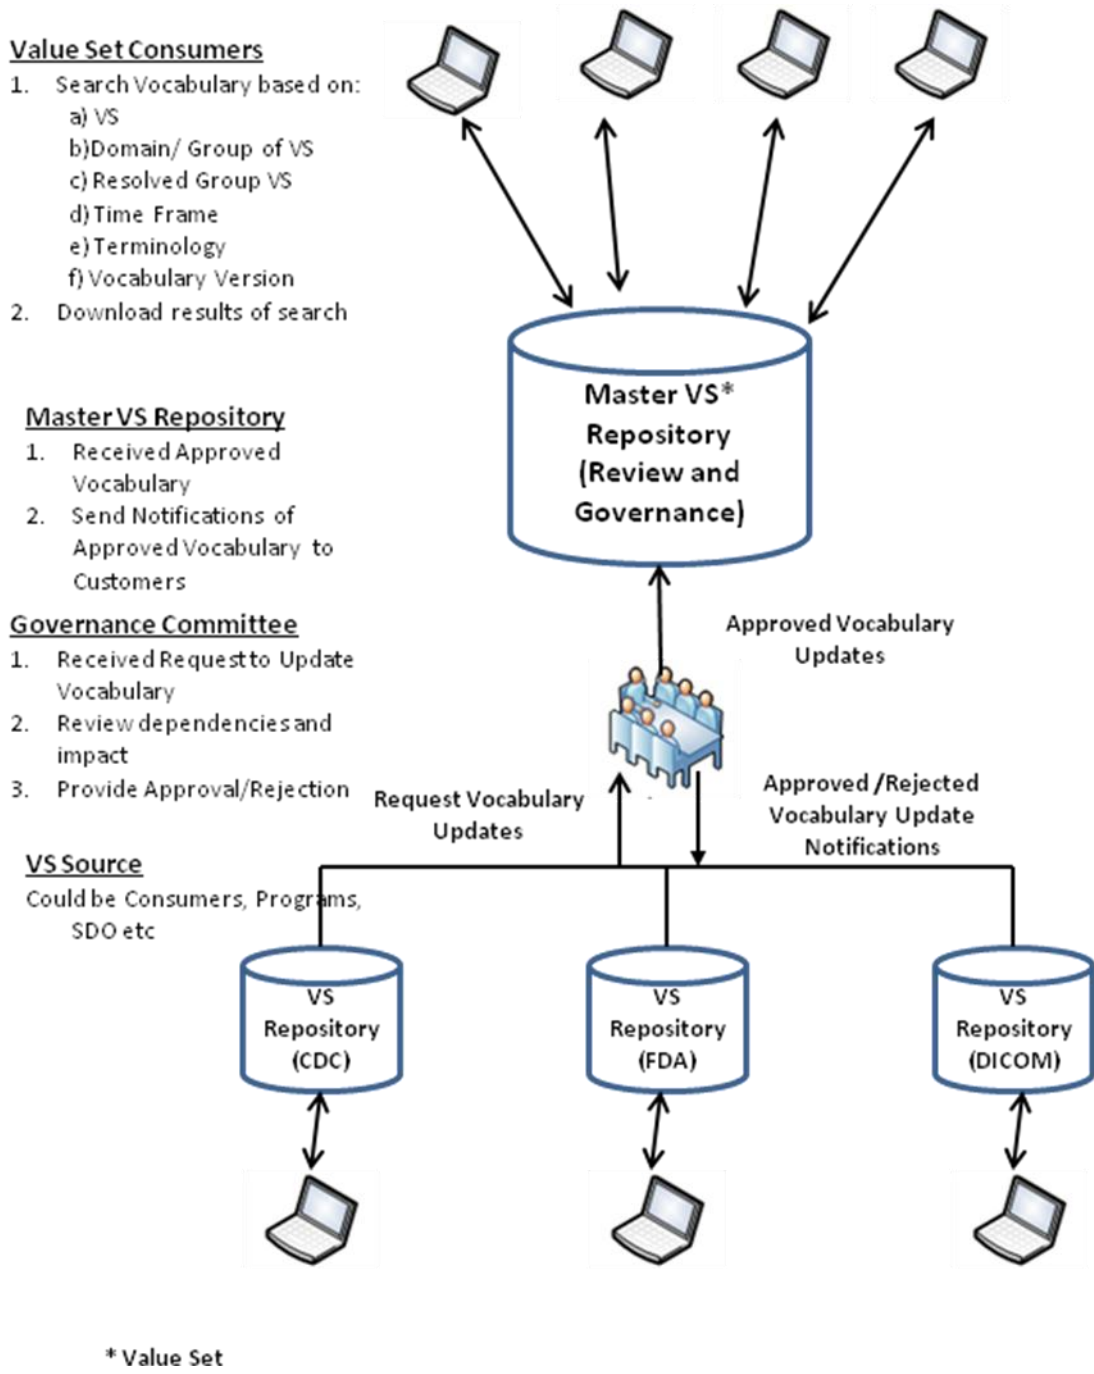 Value Set Consumers
1. Search Vocabulary based on:
a) VS
b)Domain/ Group of VS
c) Resolved Group VS
d) Time Frame
e) Terminology
f) Vocabulary Version
2. Download results of search
Master VS*
Repository
(Review and
Governance)
Master VS Repository
1. Received Approved
Vocabulary
2. Send Notifications of
Approved Vocabulary to
Customers
Governance Committee
1. Received Request to Update
Vocabulary
2. Review dependencies and
impact
3. Provide Approval/Rejection
Approved Vocabulary
Updates
Request Vocabulary
Updates
Approved /Rejected
Vocabulary Update
Notifications
VS Source
Could be Consumers, Programs,
SDO etc
VS
Repository
(CDC)
VS
Repository
(FDA)
VS
Repository
(DICOM)
* Value Set